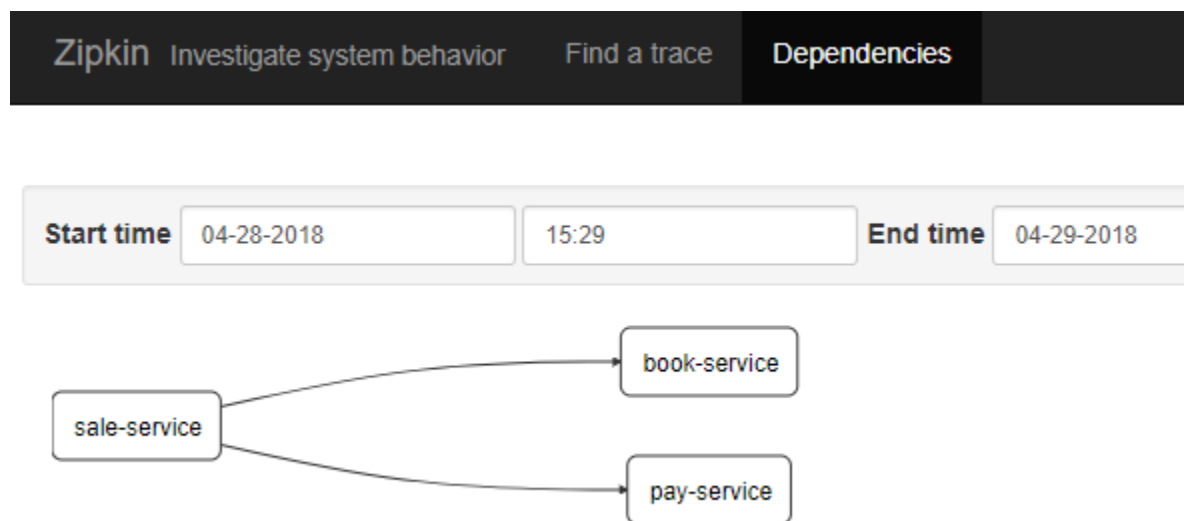 Zipkin Investigate system behavior Find a trace Dependencies
Start time 04-28-2018 15:29 End time 04-29-2018
book-service
sale-service
pay-service